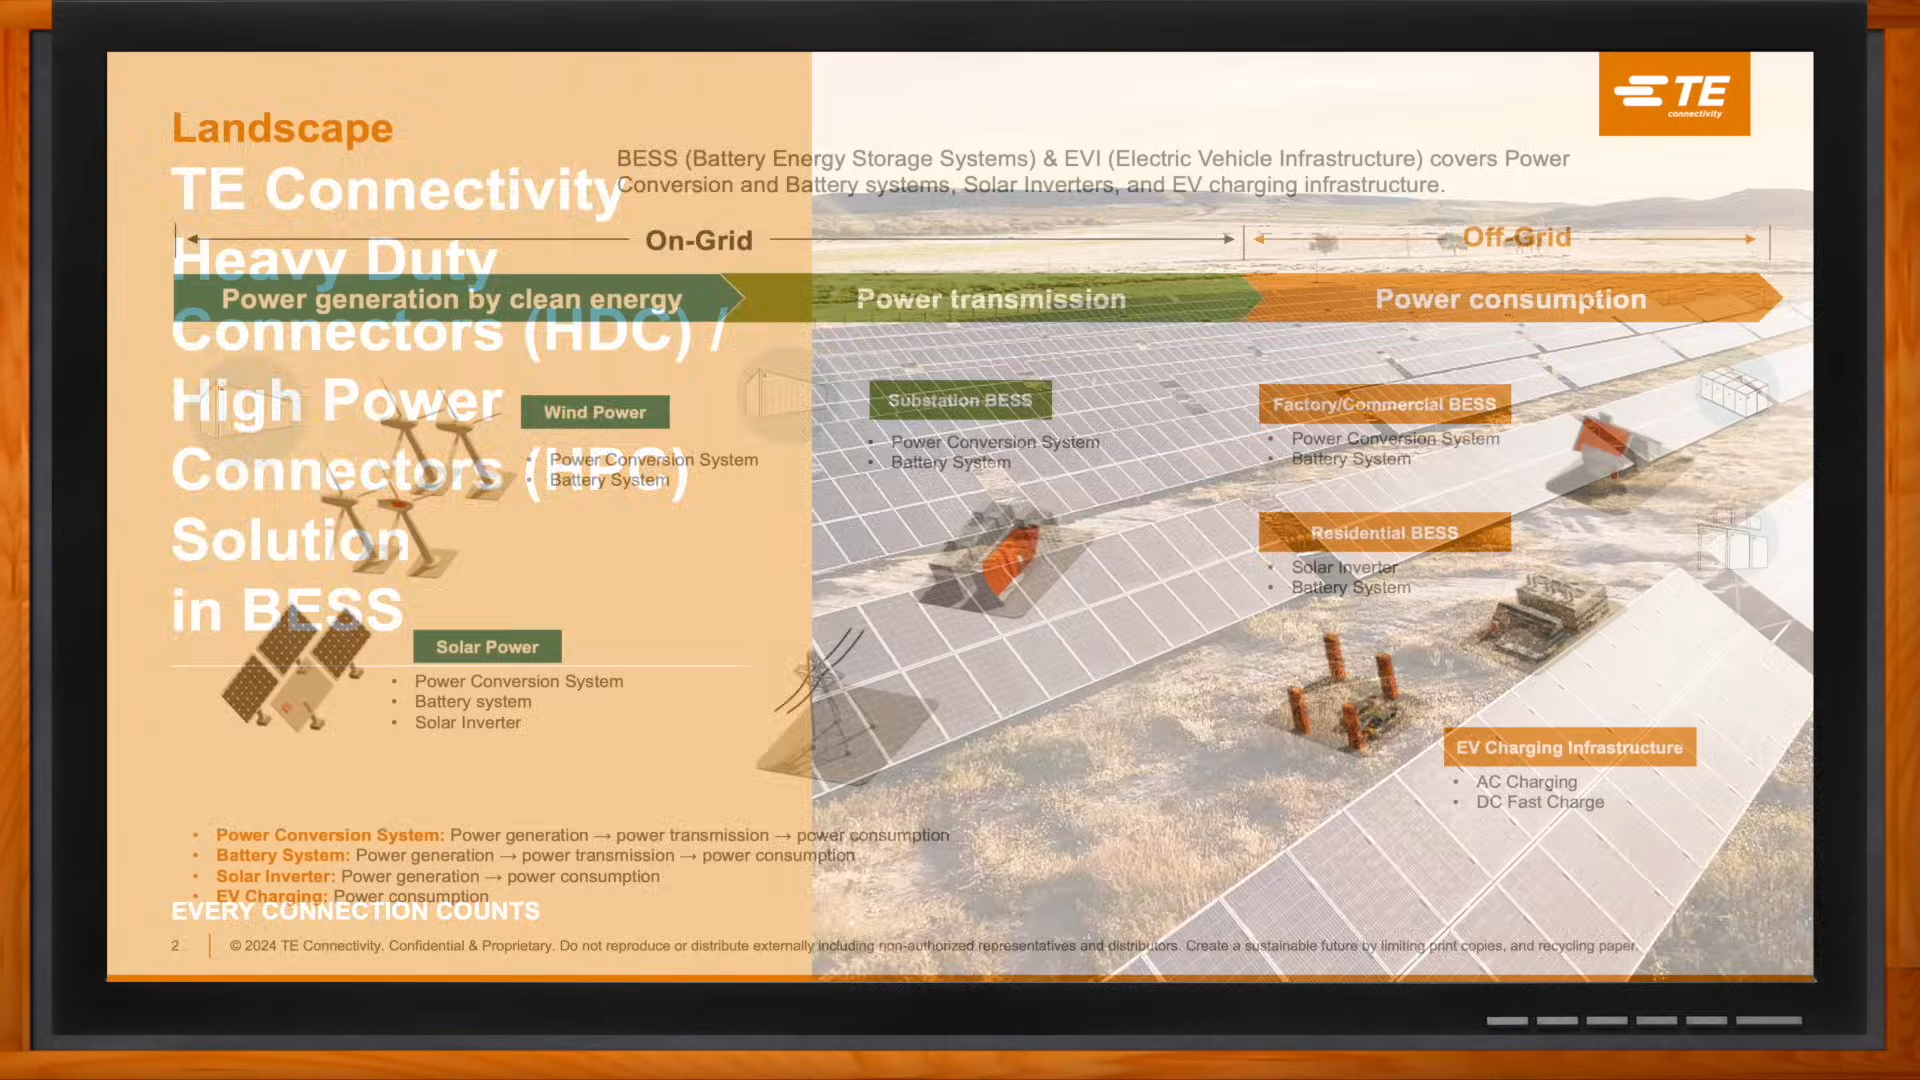 TE
connectivity
Landscape
TE Connectivity
Heavy Duty
Connectors (HDC) /
High Power
Connectors (HPC)
Solution
in BESS
BESS (Battery Energy Storage Systems) & EVI (Electric Vehicle Infrastructure) covers Power
Conversion and Battery systems, Solar Inverters, and EV charging infrastructure.
On-Grid
Off-Grid
Power generation by clean energy
Power transmission
Power consumption
Wind Power
• Power Conversion System
• Battery System
Solar Power
• Power Conversion System
• Battery system
• Solar Inverter
Substation BESS
• Power Conversion System
• Battery System
Factory/Commercial BESS
• Power Conversion System
• Battery System
Residential BESS
• Solar Inverter
• Battery System
EV Charging Infrastructure
• AC Charging
• DC Fast Charge
• Power Conversion System: Power generation → power transmission → power consumption
• Battery System: Power generation → power transmission → power consumption
• Solar Inverter: Power generation → power consumption
• EV Charging: Power consumption
EVERY CONNECTION COUNTS
2
© 2024 TE Connectivity. Confidential & Proprietary. Do not reproduce or distribute externally including non-authorized representatives and distributors. Create a sustainable future by limiting print copies, and recycling paper.